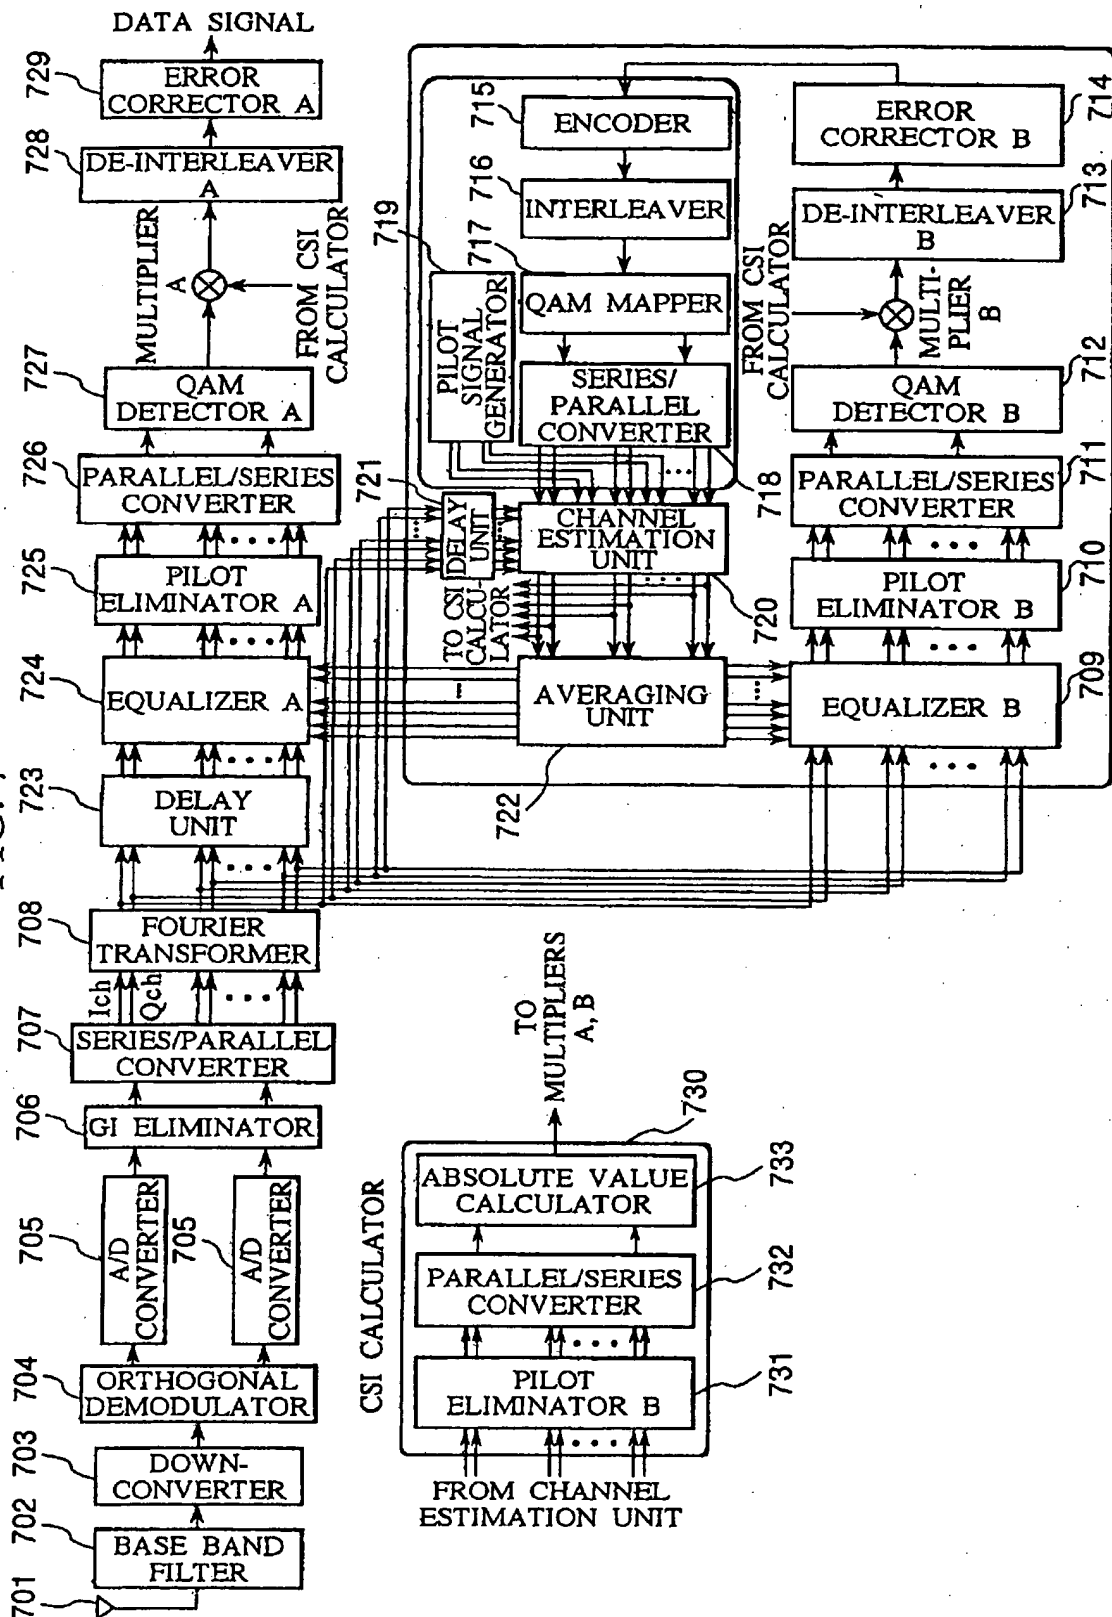 701
702
703
704
705
705
706
707
708
723
724
725
726
727
728
729
BASE BAND
FILTER
DOWN-
CONVERTER
ORTHOGONAL
DEMODULATOR
A/D
CONVERTER
A/D
CONVERTER
GI ELIMINATOR
SERIES/PARALLEL
CONVERTER
Ich
Qch
FOURIER
TRANSFORMER
DELAY
UNIT
EQUALIZER A
PILOT
ELIMINATOR A
PARALLEL/SERIES
CONVERTER
QAM
DETECTOR A
MULTIPLIER
A
FROM CSI
CALCULATOR
DE-INTERLEAVER
A
ERROR
CORRECTOR A
DATA SIGNAL
715
ENCODER
716
INTERLEAVER
717
QAM MAPPER
719
PILOT
SIGNAL
GENERATOR
SERIES/
PARALLEL
CONVERTER
718
721
DELAY
UNIT
CHANNEL
ESTIMATION
UNIT
720
TO CSI
CALCU-
LATOR
AVERAGING
UNIT
722
EQUALIZER B
709
PILOT
ELIMINATOR B
710
PARALLEL/SERIES
CONVERTER
711
QAM
DETECTOR B
712
FROM CSI
CALCULATOR
MULTI-
PLIER
B
DE-INTERLEAVER
B
713
ERROR
CORRECTOR B
714
CSI CALCULATOR
FROM CHANNEL
ESTIMATION UNIT
PILOT
ELIMINATOR B
731
PARALLEL/SERIES
CONVERTER
732
ABSOLUTE VALUE
CALCULATOR
733
730
TO
MULTIPLIERS
A, B